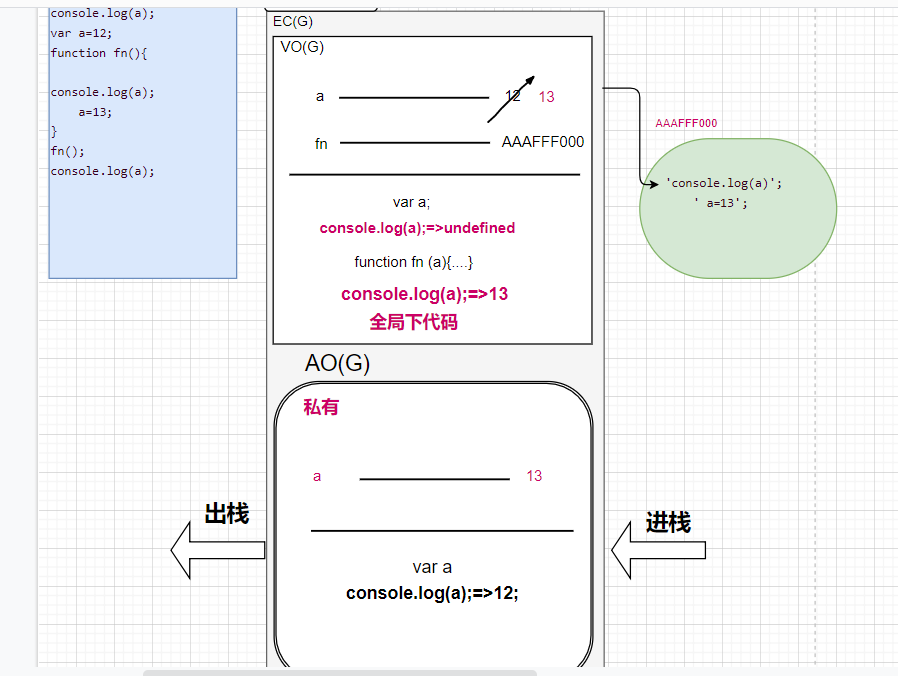 console.log(a);
var a=12;
function fn(){
console.log(a);
a=13;
}
fn();
console.log(a);
EC(G)
VO(G)
a 12 13
fn AAAFFF000
var a;
console.log(a);=>undefined
function fn (a){....}
console.log(a);=>13
全局下代码
AAAFFF000
'console.log(a)';
' a=13';
AO(G)
私有
a 13
出栈
进栈
var a
console.log(a);=>12;